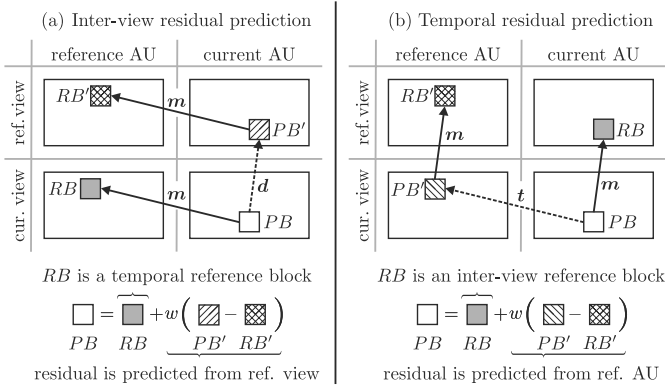 (a) Inter-view residual prediction
reference AU current AU
ref. view
RB′
m
PB′
d
cur. view
RB
m
PB
RB is a temporal reference block
= +w( − )
PB RB PB′ RB′
residual is predicted from ref. view
(b) Temporal residual prediction
reference AU current AU
ref. view
RB′
RB
m
m
cur. view
PB′
t
PB
RB is an inter-view reference block
= +w( − )
PB RB PB′ RB′
residual is predicted from ref. AU